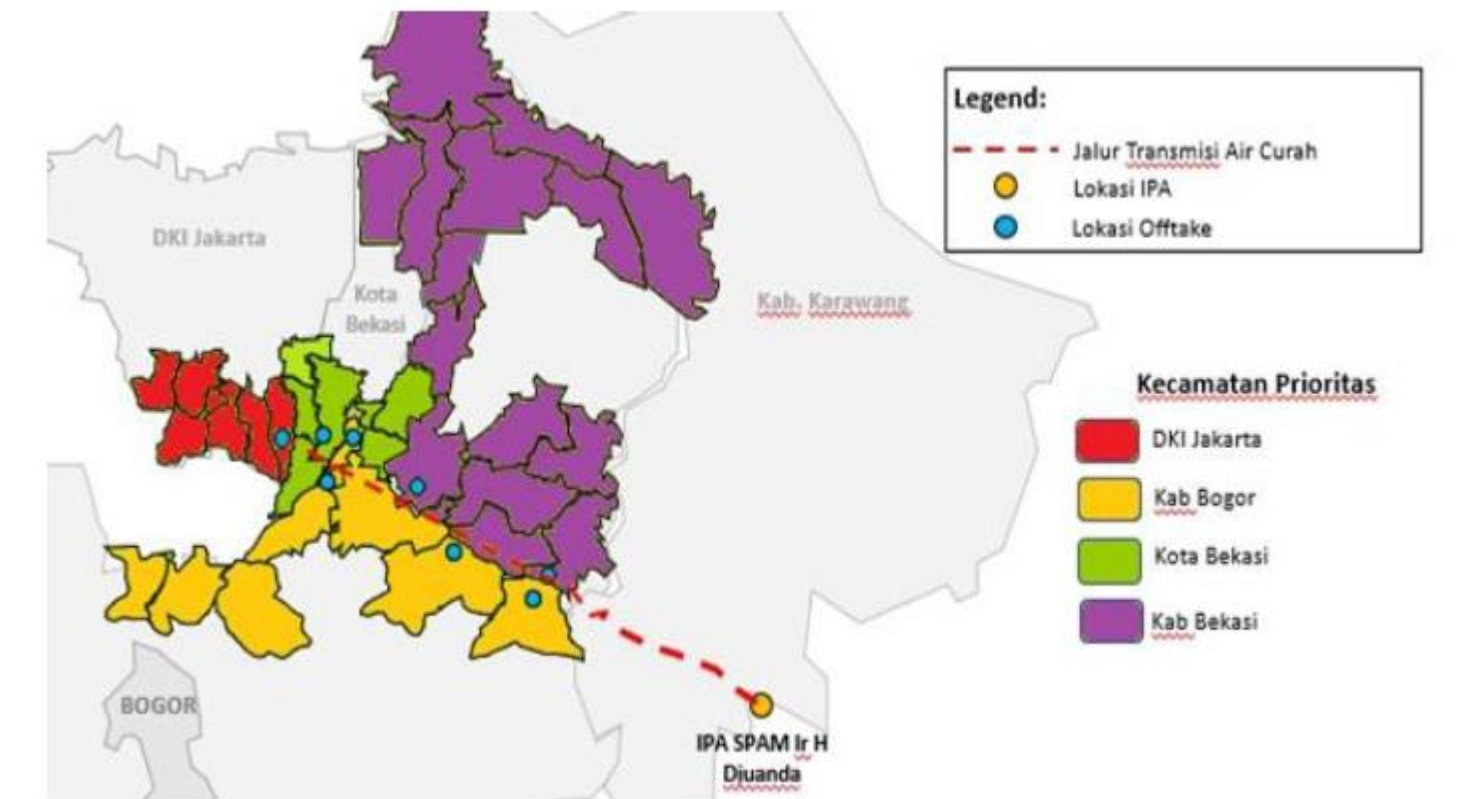 Legend:
Jalur Transmisi Air Curah
Lokasi IPA
Lokasi Offtake
DKI Jakarta
Kota
Bekasi
Kab. Karawang
Kecamatan Prioritas
DKI Jakarta
Kab Bogor
Kota Bekasi
Kab Bekasi
BOGOR
IPA SPAM Ir H
Djuanda